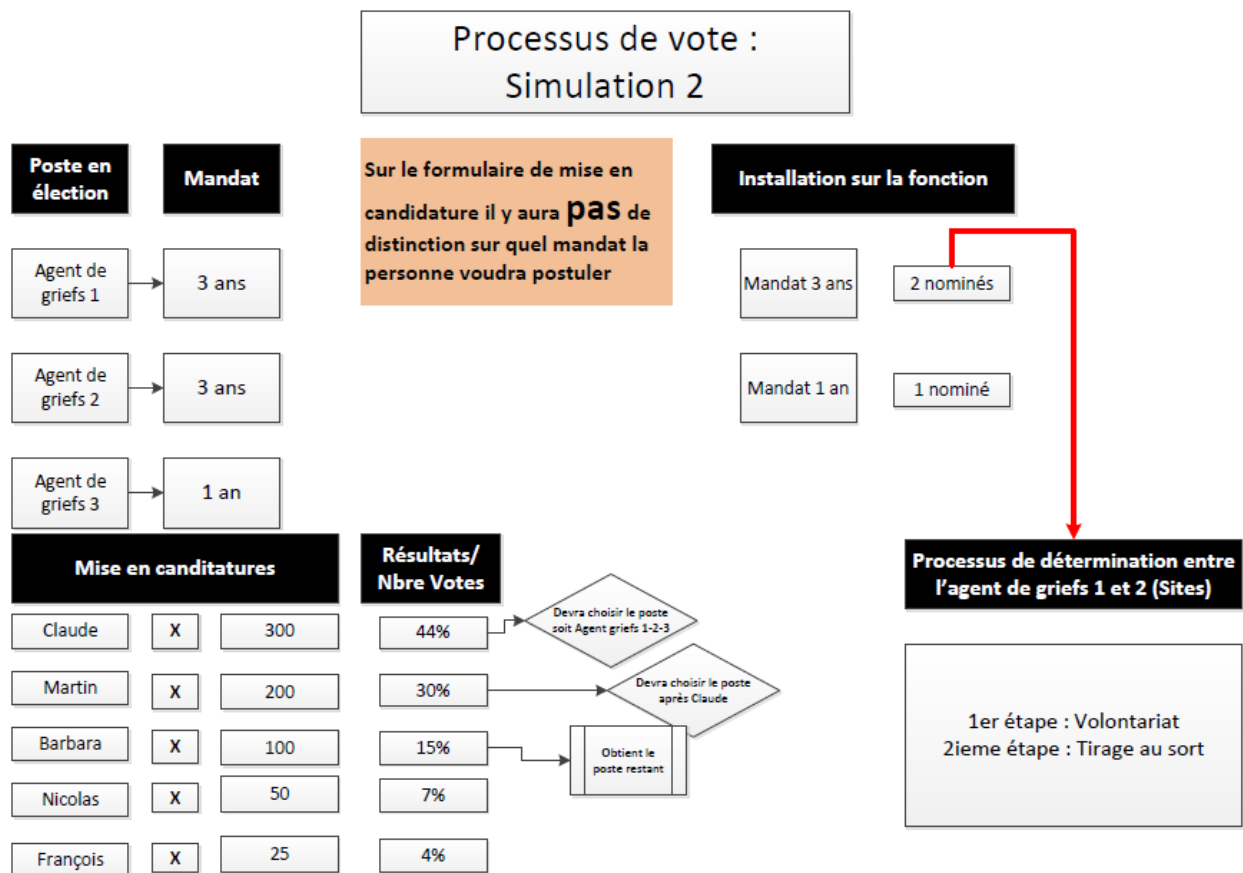 Processus de vote :
Simulation 2
Poste en
élection
Mandat
Agent de
griefs 1
3 ans
Agent de
griefs 2
3 ans
Agent de
griefs 3
1 an
Sur le formulaire de mise en
candidature il y aura pas de
distinction sur quel mandat la
personne voudra postuler
Installation sur la fonction
Mandat 3 ans
2 nominés
Mandat 1 an
1 nominé
Mise en canditatures
Résultats/
Nbre Votes
Claude
X
300
44%
Devra choisir le poste
soit Agent griefs 1-2-3
Martin
X
200
30%
Devra choisir le poste
après Claude
Barbara
X
100
15%
Obtient le
poste restant
Nicolas
X
50
7%
François
X
25
4%
Processus de détermination entre
l'agent de griefs 1 et 2 (Sites)
1er étape : Volontariat
2ieme étape : Tirage au sort